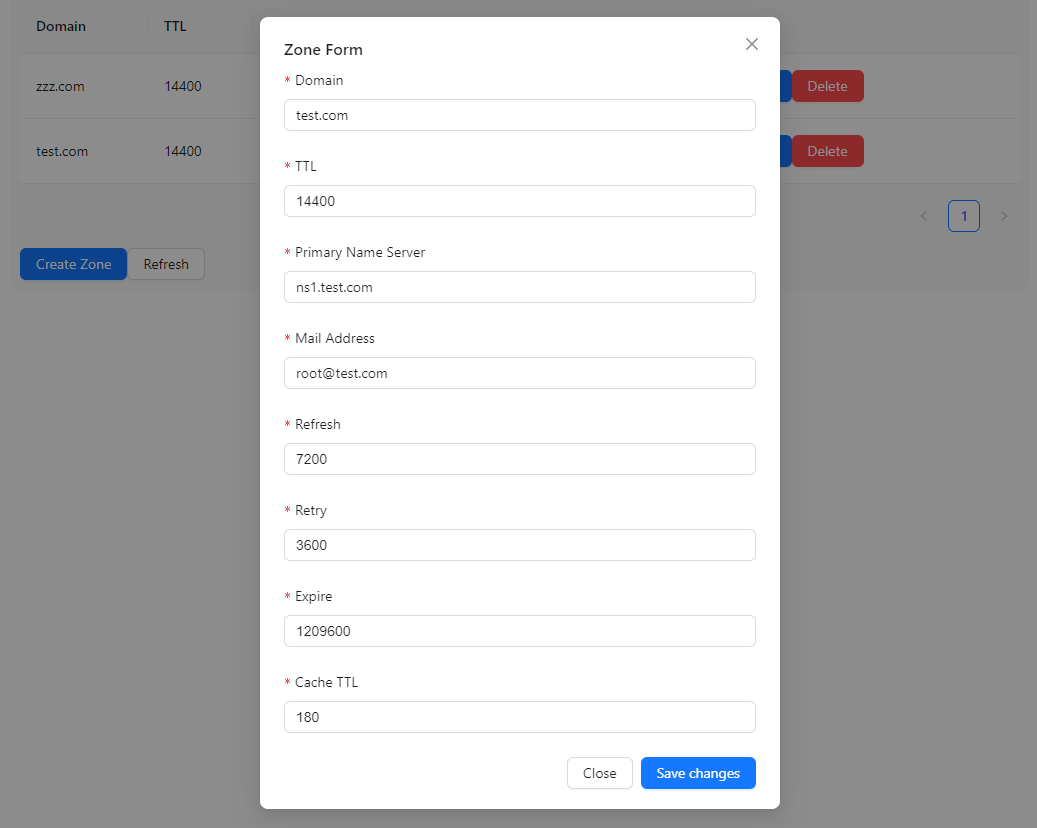 Domain TTL
zzz.com 14400 Delete
test.com 14400 Delete
1
Create Zone Refresh
Zone Form
* Domain
test.com
* TTL
14400
* Primary Name Server
ns1.test.com
* Mail Address
root@test.com
* Refresh
7200
* Retry
3600
* Expire
1209600
* Cache TTL
180
Close Save changes